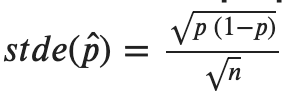 stde(p̂) = √(p (1−p)) / √n